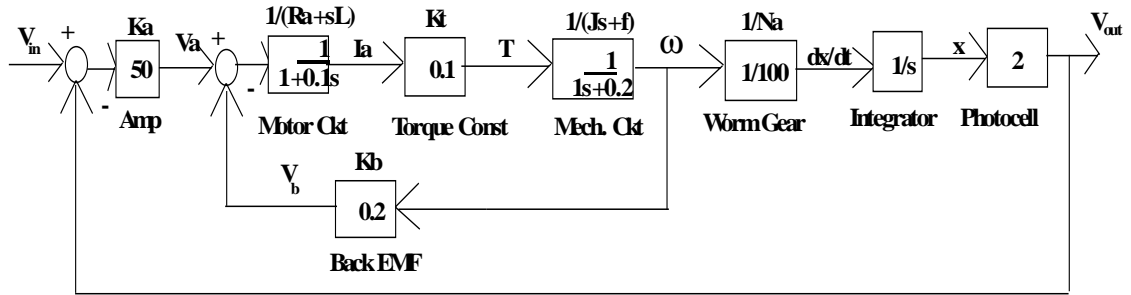 1/(Ra+sL) Kt 1/(Js+f) 1/Na
Ka
Vin + Va + Ia T ω dx/dt x Vout
50
1
1+0.1s
0.1
1
1s+0.2
1/100
1/s
2
- -
Amp Motor Ckt Torque Const Mech. Ckt Worm Gear Integrator Photocell
Kb
Vb
0.2
Back EMF